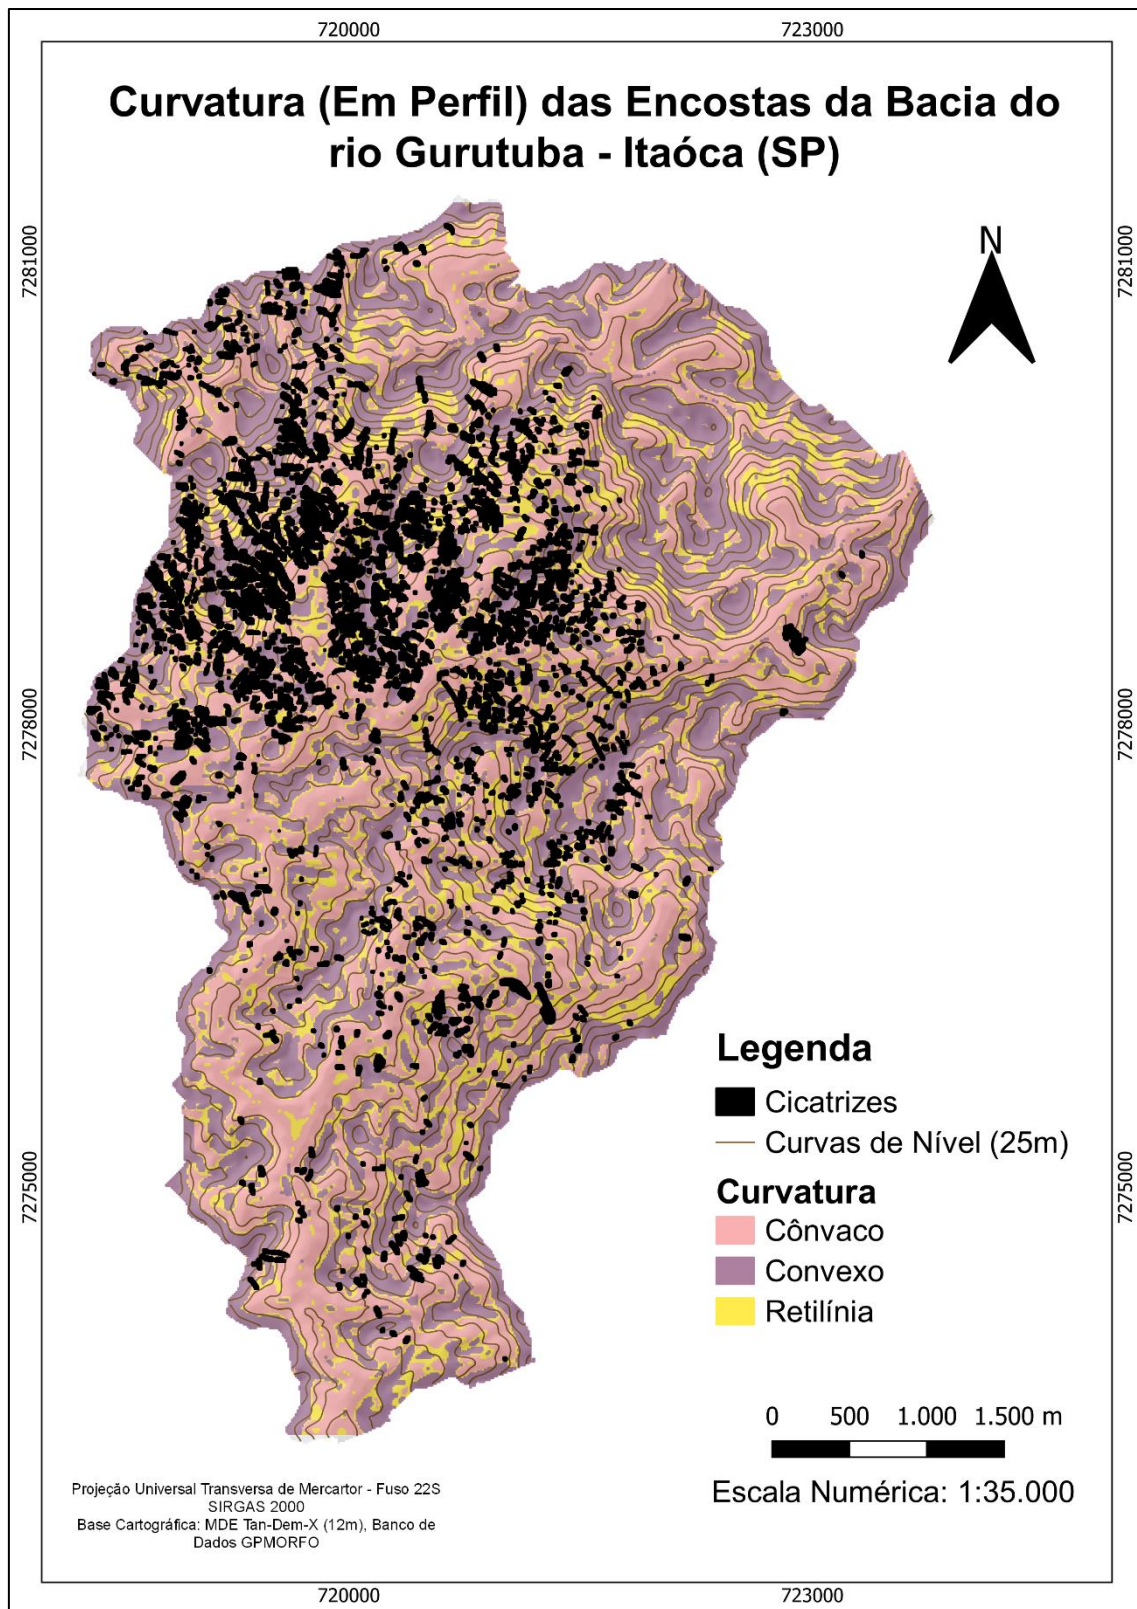 720000 723000
Curvatura (Em Perfil) das Encostas da Bacia do
rio Gurutuba - Itaóca (SP)
7281000 7281000
N
7278000 7278000
Legenda
Cicatrizes
Curvas de Nível (25m)
7275000 7275000
Curvatura
Cônvaco
Convexo
Retilínia
0 500 1.000 1.500 m
Escala Numérica: 1:35.000
Projeção Universal Transversa de Mercartor - Fuso 22S
SIRGAS 2000
Base Cartográfica: MDE Tan-Dem-X (12m), Banco de
Dados GPMORFO
720000 723000